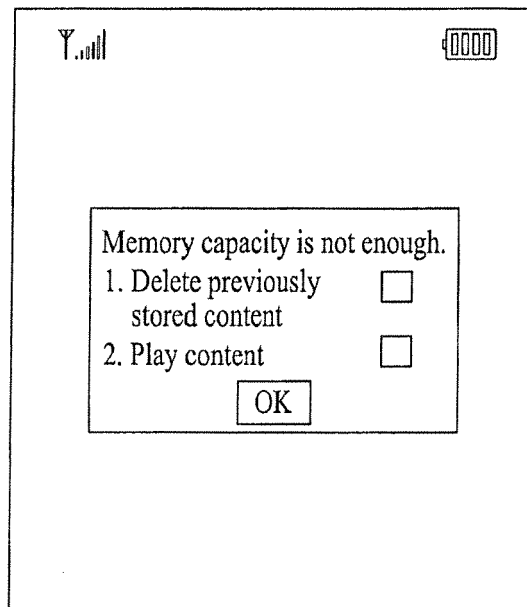 Memory capacity is not enough.
1. Delete previously
stored content
2. Play content
OK